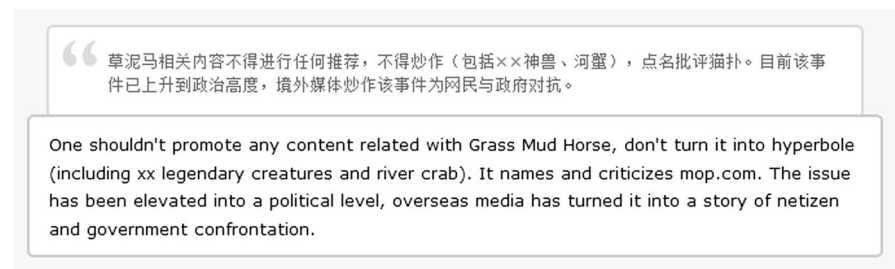 草泥马相关内容不得进行任何推荐，不得炒作（包括××神兽、河蟹），点名批评猫扑。目前该事
件已上升到政治高度，境外媒体炒作该事件为网民与政府对抗。
One shouldn't promote any content related with Grass Mud Horse, don't turn it into hyperbole
(including xx legendary creatures and river crab). It names and criticizes mop.com. The issue
has been elevated into a political level, overseas media has turned it into a story of netizen
and government confrontation.